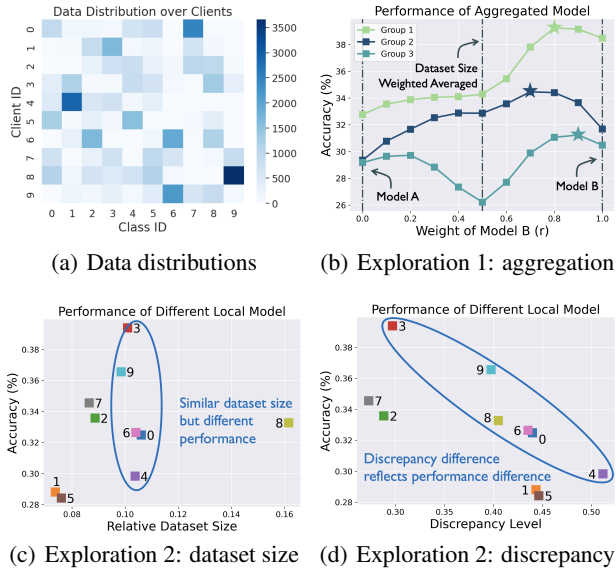 Data Distribution over Clients
Client ID
0
1
2
3
4
5
6
7
8
9
0 1 2 3 4 5 6 7 8 9
Class ID
3500
3000
2500
2000
1500
1000
500
0
(a) Data distributions
Performance of Aggregated Model
Accuracy (%)
38
36
34
32
30
28
26
Group 1
Group 2
Group 3
Dataset Size
Weighted Averaged
Model A
Model B
0.0 0.2 0.4 0.6 0.8 1.0
Weight of Model B (r)
(b) Exploration 1: aggregation
Performance of Different Local Model
Accuracy (%)
0.38
0.36
0.34
0.32
0.30
0.28
3
9
7
2
6
0
8
4
1
5
Similar dataset size
but different
performance
0.08 0.10 0.12 0.14 0.16
Relative Dataset Size
(c) Exploration 2: dataset size
Performance of Different Local Model
Accuracy (%)
0.38
0.36
0.34
0.32
0.30
0.28
3
9
7
2
8
6
0
4
1
5
Discrepancy difference
reflects performance difference
0.30 0.35 0.40 0.45 0.50
Discrepancy Level
(d) Exploration 2: discrepancy